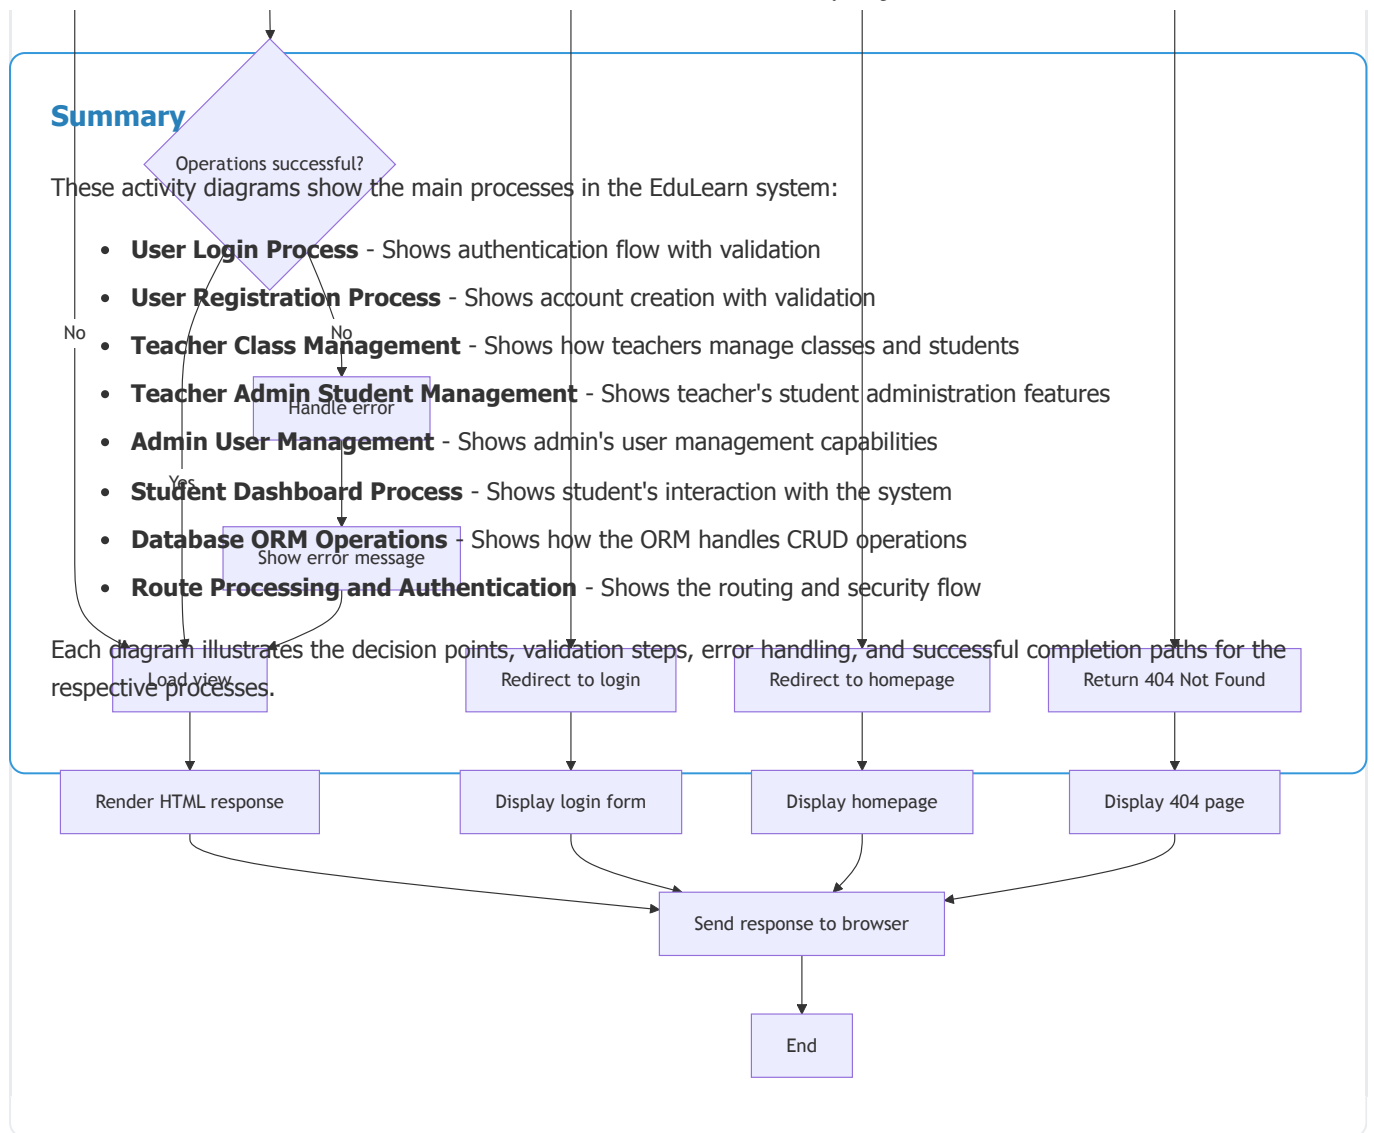 Summary
Operations successful?
These activity diagrams show the main processes in the EduLearn system:
• User Login Process - Shows authentication flow with validation
• User Registration Process - Shows account creation with validation
No
No
• Teacher Class Management - Shows how teachers manage classes and students
• Teacher Admin Student Management - Shows teacher's student administration features
Handle error
• Admin User Management - Shows admin's user management capabilities
Yes
• Student Dashboard Process - Shows student's interaction with the system
• Database ORM Operations - Shows how the ORM handles CRUD operations
Show error message
• Route Processing and Authentication - Shows the routing and security flow
Each diagram illustrates the decision points, validation steps, error handling, and successful completion paths for the
respective processes.
Load view
Redirect to login
Redirect to homepage
Return 404 Not Found
Render HTML response
Display login form
Display homepage
Display 404 page
Send response to browser
End